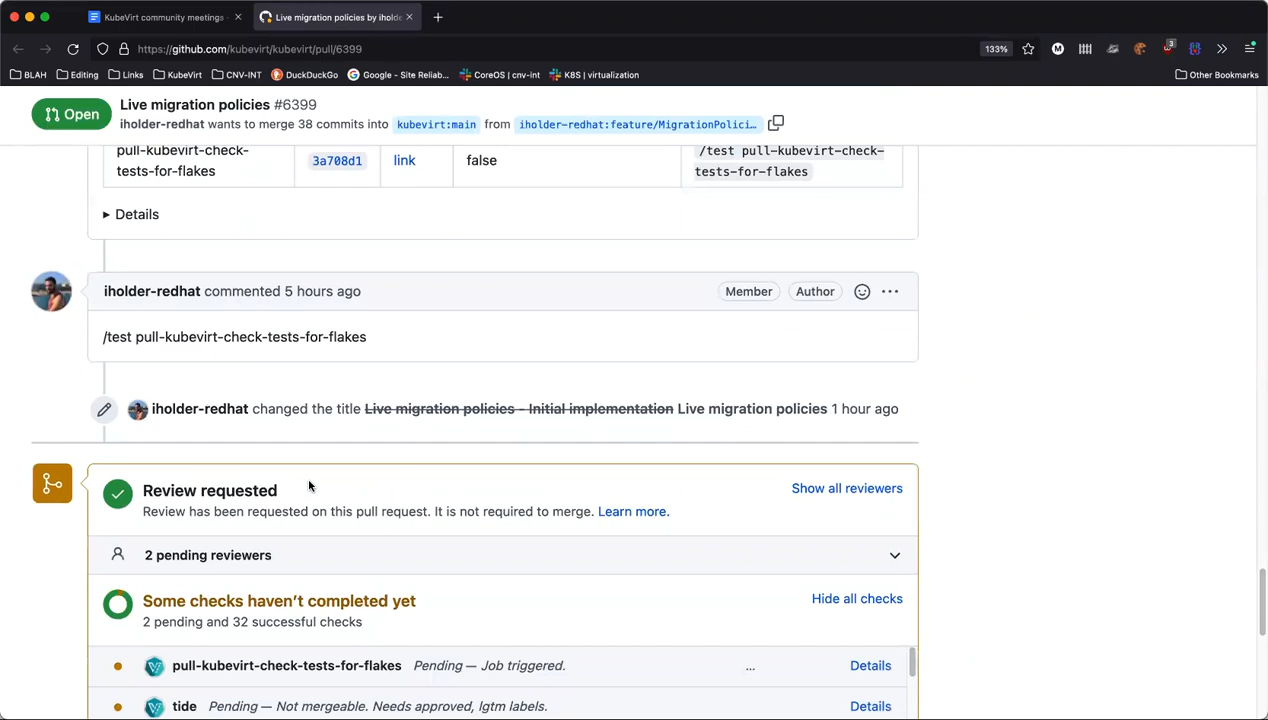 KubeVirt community meetings
Live migration policies by iholde
https://github.com/kubevirt/kubevirt/pull/6399
133%
3
BLAH
Editing
Links
KubeVirt
CNV-INT
DuckDuckGo
Google - Site Reliab...
CoreOS | cnv-int
K8S | virtualization
Other Bookmarks
Open
Live migration policies #6399
iholder-redhat wants to merge 38 commits into kubevirt:main from iholder-redhat:feature/MigrationPolici...
pull-kubevirt-check-
tests-for-flakes
3a708d1
link
false
/test pull-kubevirt-check-
tests-for-flakes
Details
iholder-redhat commented 5 hours ago
Member
Author
/test pull-kubevirt-check-tests-for-flakes
iholder-redhat changed the title Live migration policies - Initial implementation Live migration policies 1 hour ago
Review requested
Show all reviewers
Review has been requested on this pull request. It is not required to merge. Learn more.
2 pending reviewers
Some checks haven't completed yet
Hide all checks
2 pending and 32 successful checks
pull-kubevirt-check-tests-for-flakes Pending — Job triggered.
...
Details
tide Pending — Not mergeable. Needs approved, lgtm labels.
Details